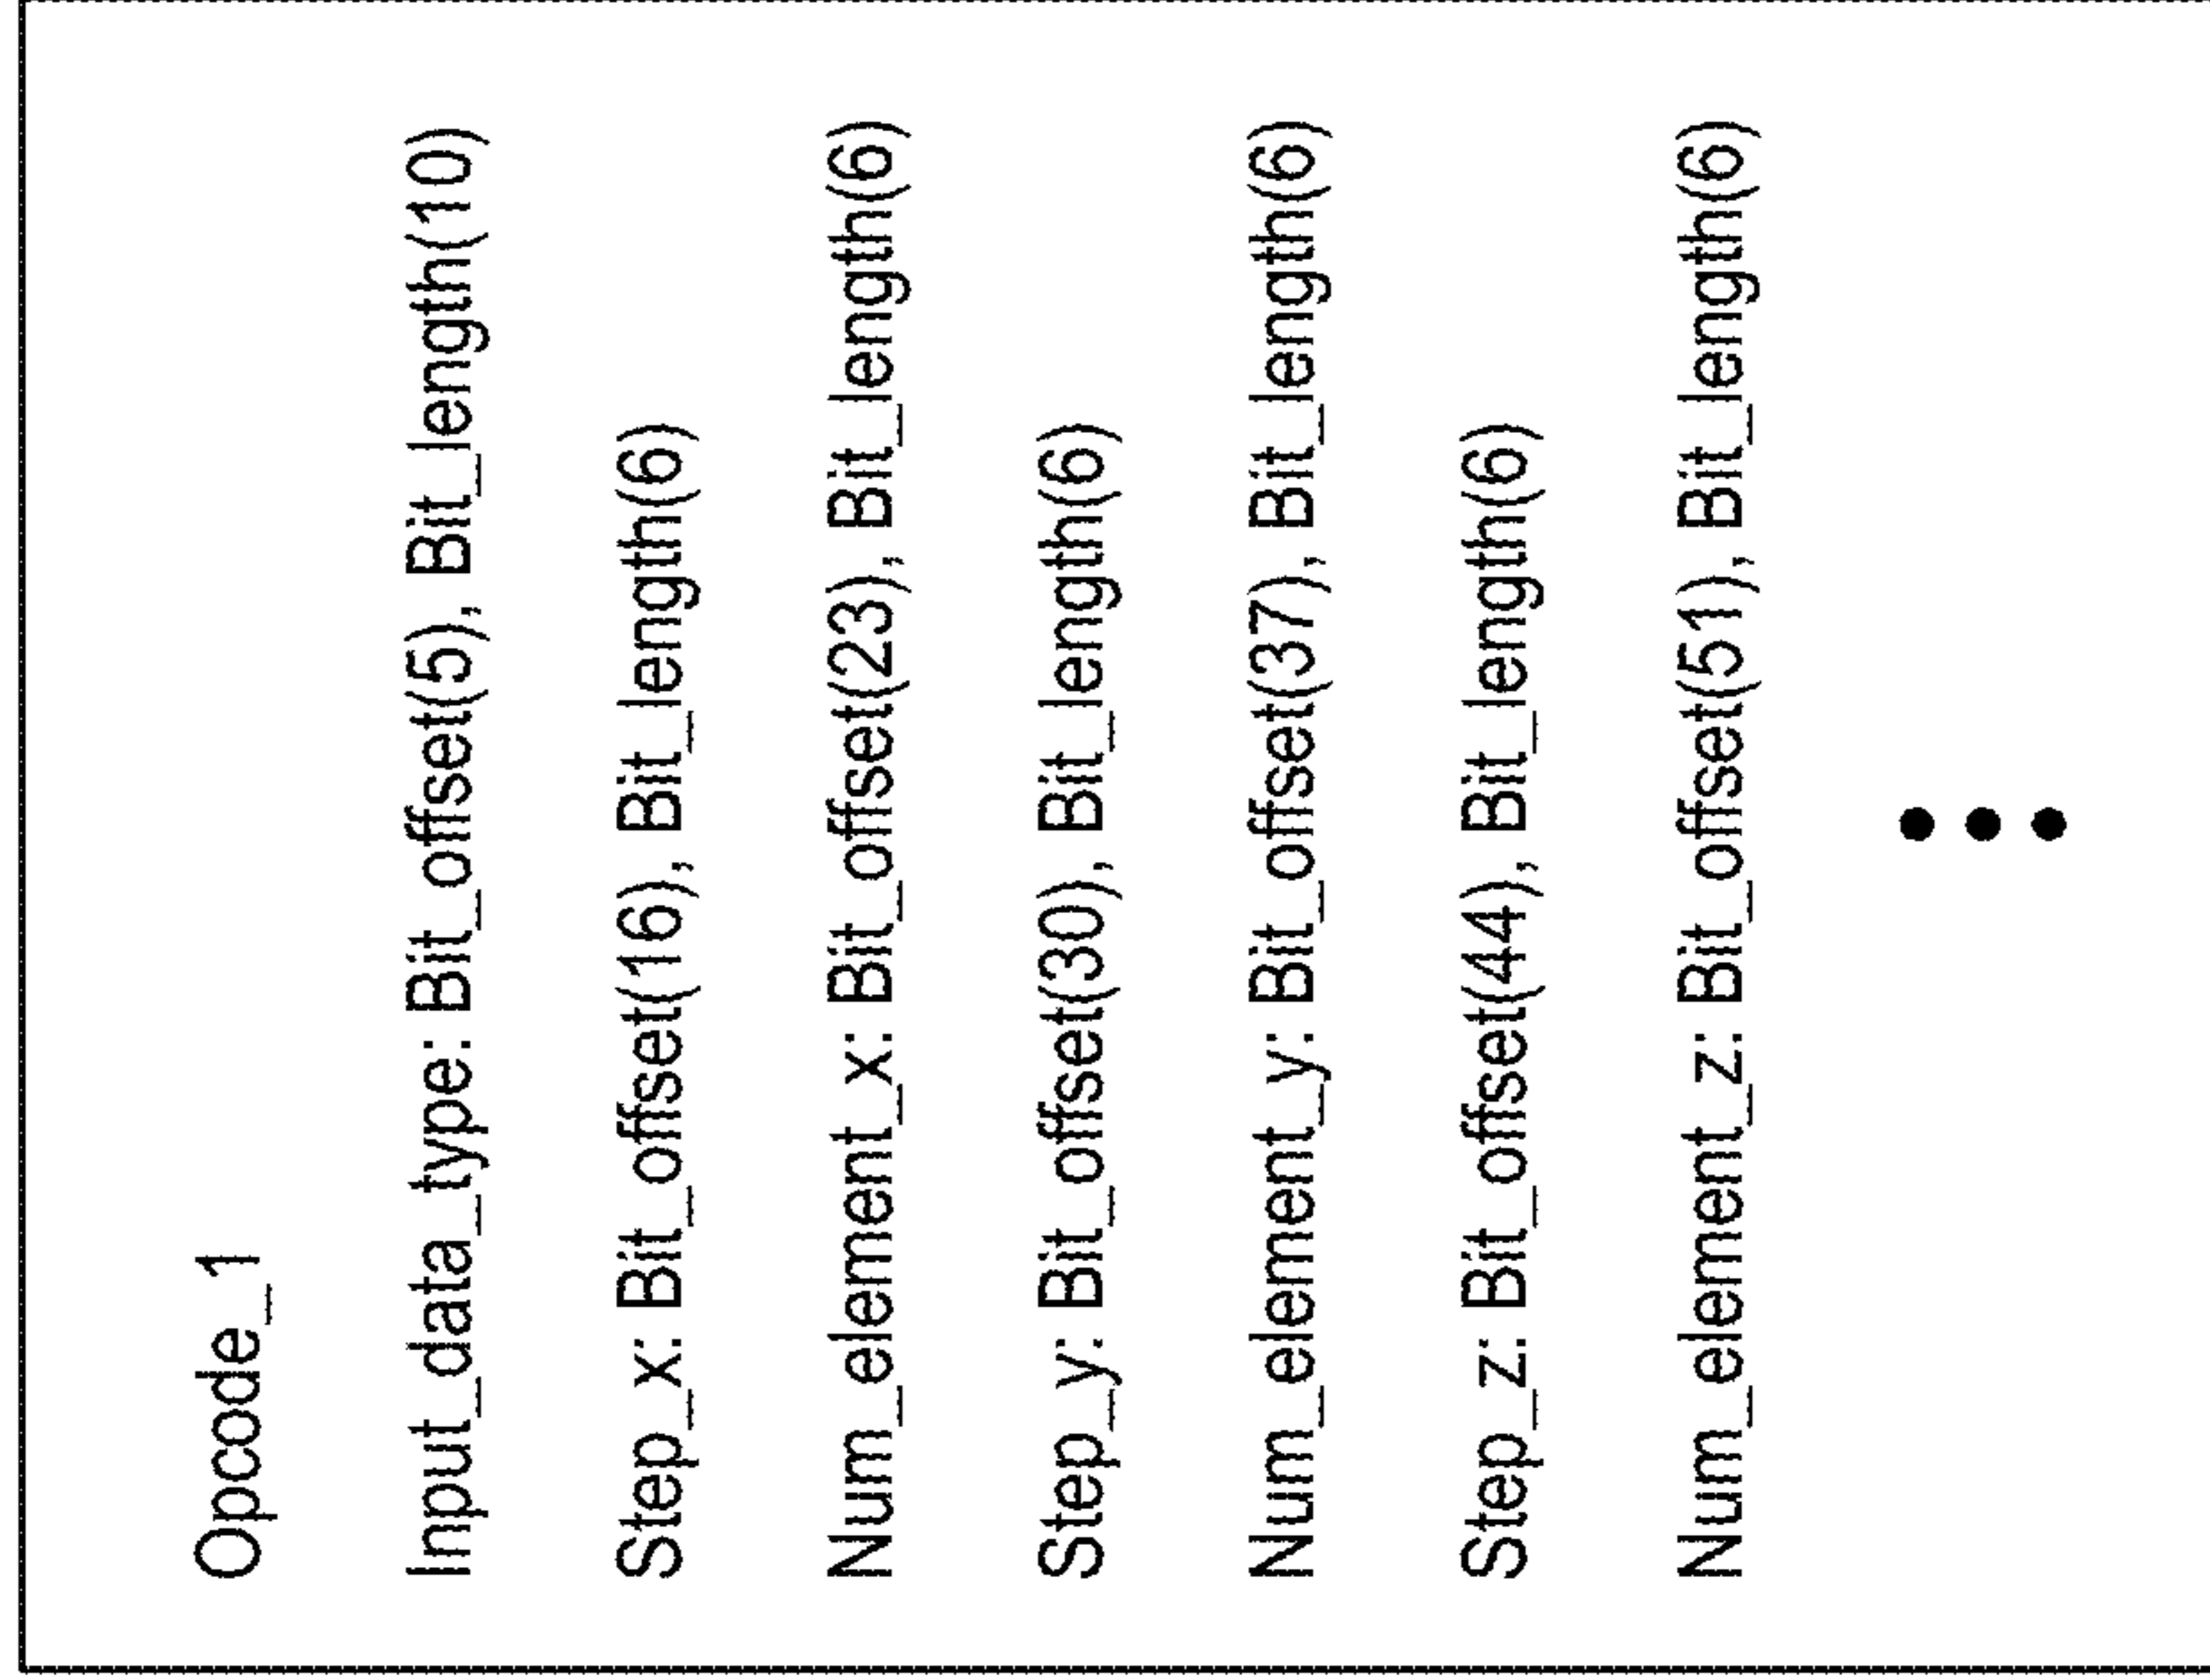 Opcode_1
Input_data_type: Bit_offset(5), Bit_length(10)
Step_x: Bit_offset(16), Bit_length(6)
Num_element_x: Bit_offset(23), Bit_length(6)
Step_y: Bit_offset(30), Bit_length(6)
Num_element_y: Bit_offset(37), Bit_length(6)
Step_z: Bit_offset(44), Bit_length(6)
Num_element_z: Bit_offset(51), Bit_length(6)